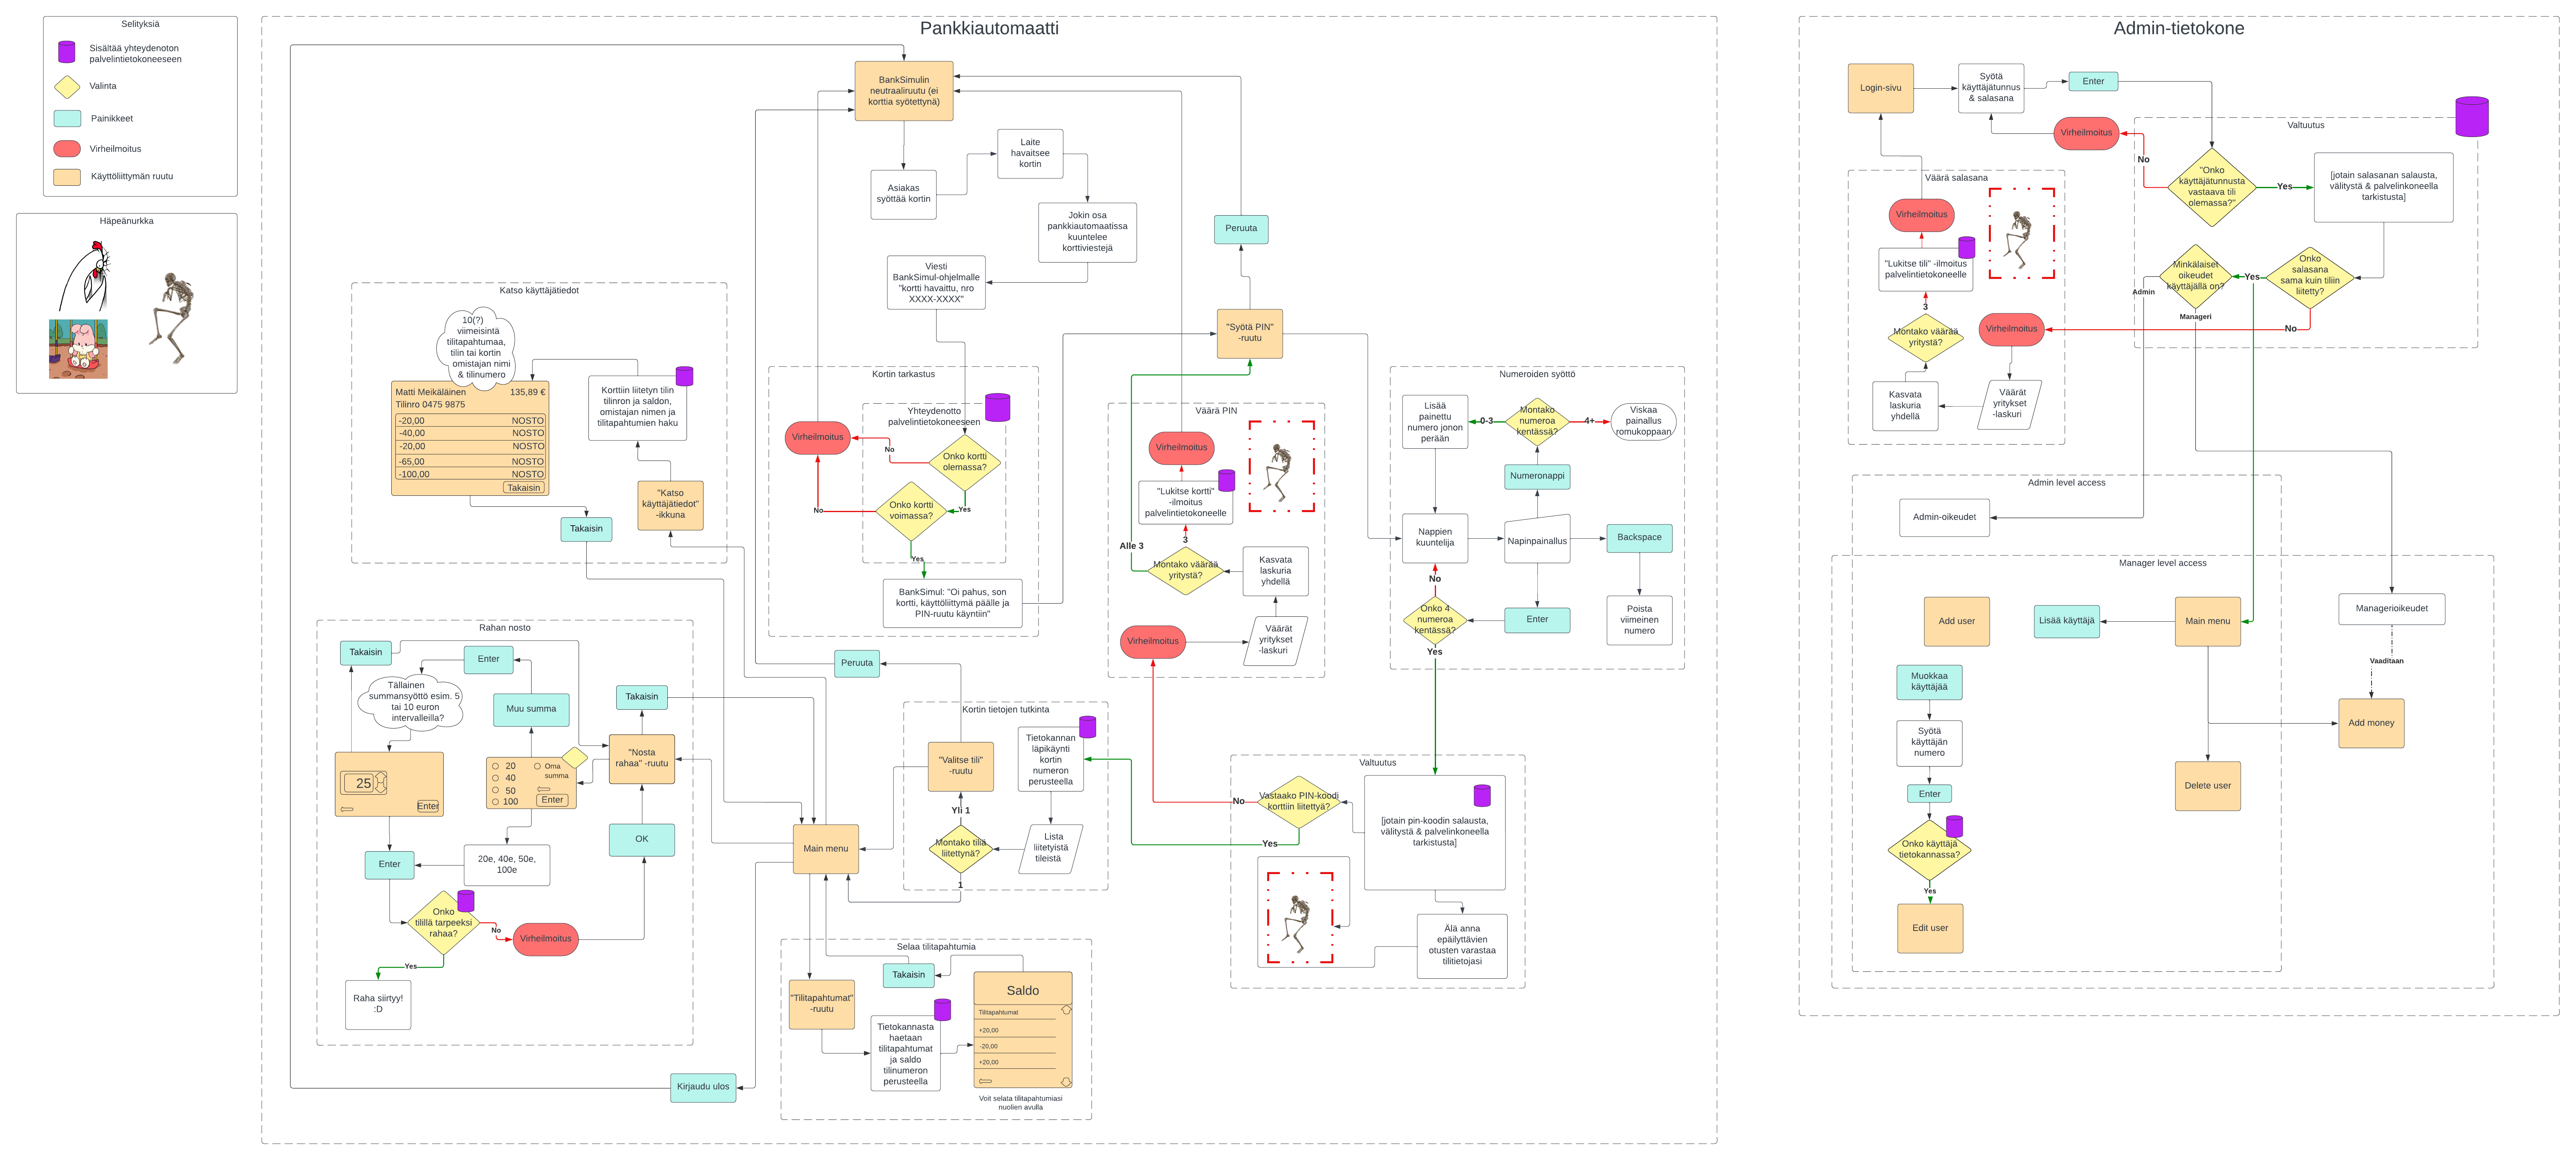 Selityksiä
Sisältää yhteydenoton
palvelintietokoneeseen
Valinta
Painikkeet
Virheilmoitus
Käyttöliittymän ruutu
Häpeänurkka
Pankkiautomaatti
BankSimulin
neutraaliruutu (ei
korttia syötettynä)
Asiakas
syöttää kortin
Laite
havaitsee
kortin
Jokin osa
pankkiautomaatissa
kuuntelee
korttiviestejä
Viesti
BankSimul-ohjelmalle
"kortti havaittu, nro
XXXX-XXXX"
Peruuta
"Syötä PIN"
-ruutu
Katso käyttäjätiedot
10(?)
viimeisintä
tilitapahtumaa,
tilin tai kortin
omistajan nimi
& tilinumero
Matti Meikäläinen
135,89 €
Tilinro 0475 9875
-20,00 NOSTO
-40,00 NOSTO
-20,00 NOSTO
-65,00 NOSTO
-100,00 NOSTO
Takaisin
Korttiin liitetyn tilin
tilinron ja saldon,
omistajan nimen ja
tilitapahtumien haku
"Katso
käyttäjätiedot"
-ikkuna
Takaisin
Kortin tarkastus
Yhteydenotto
palvelintietokoneeseen
Virheilmoitus
No
Onko kortti
olemassa?
Yes
Onko kortti
voimassa?
No
Yes
BankSimul: "Oi pahus, son
kortti, käyttöliittymä päälle ja
PIN-ruutu käyntiin"
Väärä PIN
Virheilmoitus
"Lukitse kortti"
-ilmoitus
palvelintietokoneelle
3
Alle 3
Montako väärää
yritystä?
Kasvata
laskuria
yhdellä
Virheilmoitus
Väärät
yritykset
-laskuri
Numeroiden syöttö
Lisää
painettu
numero jonon
perään
0-3
Montako
numeroa
kentässä?
4+
Viskaa
painallus
romukoppaan
Numeronappi
Nappien
kuuntelija
Napinpainallus
Backspace
No
Onko 4
numeroa
kentässä?
Enter
Poista
viimeinen
numero
Yes
Rahan nosto
Takaisin
Enter
Tällainen
summansyöttö esim. 5
tai 10 euron
intervalleilla?
Muu summa
Takaisin
"Nosta
rahaa" -ruutu
25
Enter
20
40
50
100
Oma
summa
Enter
OK
Enter
20e, 40e, 50e,
100e
Onko
tilillä tarpeeksi
rahaa?
No
Virheilmoitus
Yes
Raha siirtyy!
:D
Peruuta
Kortin tietojen tutkinta
"Valitse tili"
-ruutu
Tietokannan
läpikäynti
kortin
numeron
perusteella
Yli 1
Montako tiliä
liitettynä?
Lista
liitetyistä
tileistä
1
Main menu
Valtuutus
No
Vastaako PIN-koodi
korttiin liitettyä?
Yes
[jotain pin-koodin salausta,
välitystä & palvelinkoneella
tarkistusta]
Älä anna
epäilyttävien
otusten varastaa
tilitietojasi
Selaa tilitapahtumia
Takaisin
"Tilitapahtumat"
-ruutu
Tietokannasta
haetaan
tilitapahtumat
ja saldo
tilinumeron
perusteella
Saldo
Tilitapahtumat
+20,00
-20,00
+20,00
Voit selata tilitapahtumiasi
nuolien avulla
Kirjaudu ulos
Admin-tietokone
Login-sivu
Syötä
käyttäjätunnus
& salasana
Enter
Virheilmoitus
Valtuutus
No
"Onko
käyttäjätunnusta
vastaava tili
olemassa?"
Yes
[jotain salasanan salausta,
välitystä & palvelinkoneella
tarkistusta]
Minkälaiset
oikeudet
käyttäjällä on?
Yes
Onko
salasana
sama kuin tiliin
liitetty?
Admin
Manageri
No
Väärä salasana
Virheilmoitus
"Lukitse tili" -ilmoitus
palvelintietokoneelle
3
Montako väärää
yritystä?
Virheilmoitus
Kasvata
laskuria
yhdellä
Väärät
yritykset
-laskuri
Admin level access
Admin-oikeudet
Manager level access
Add user
Lisää käyttäjä
Main menu
Managerioikeudet
Vaaditaan
Muokkaa
käyttäjää
Syötä
käyttäjän
numero
Add money
Delete user
Enter
Onko käyttäjä
tietokannassa?
Yes
Edit user